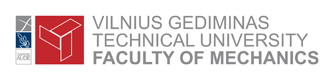 VILNIUS GEDIMINAS
TECHNICAL UNIVERSITY
FACULTY OF MECHANICS